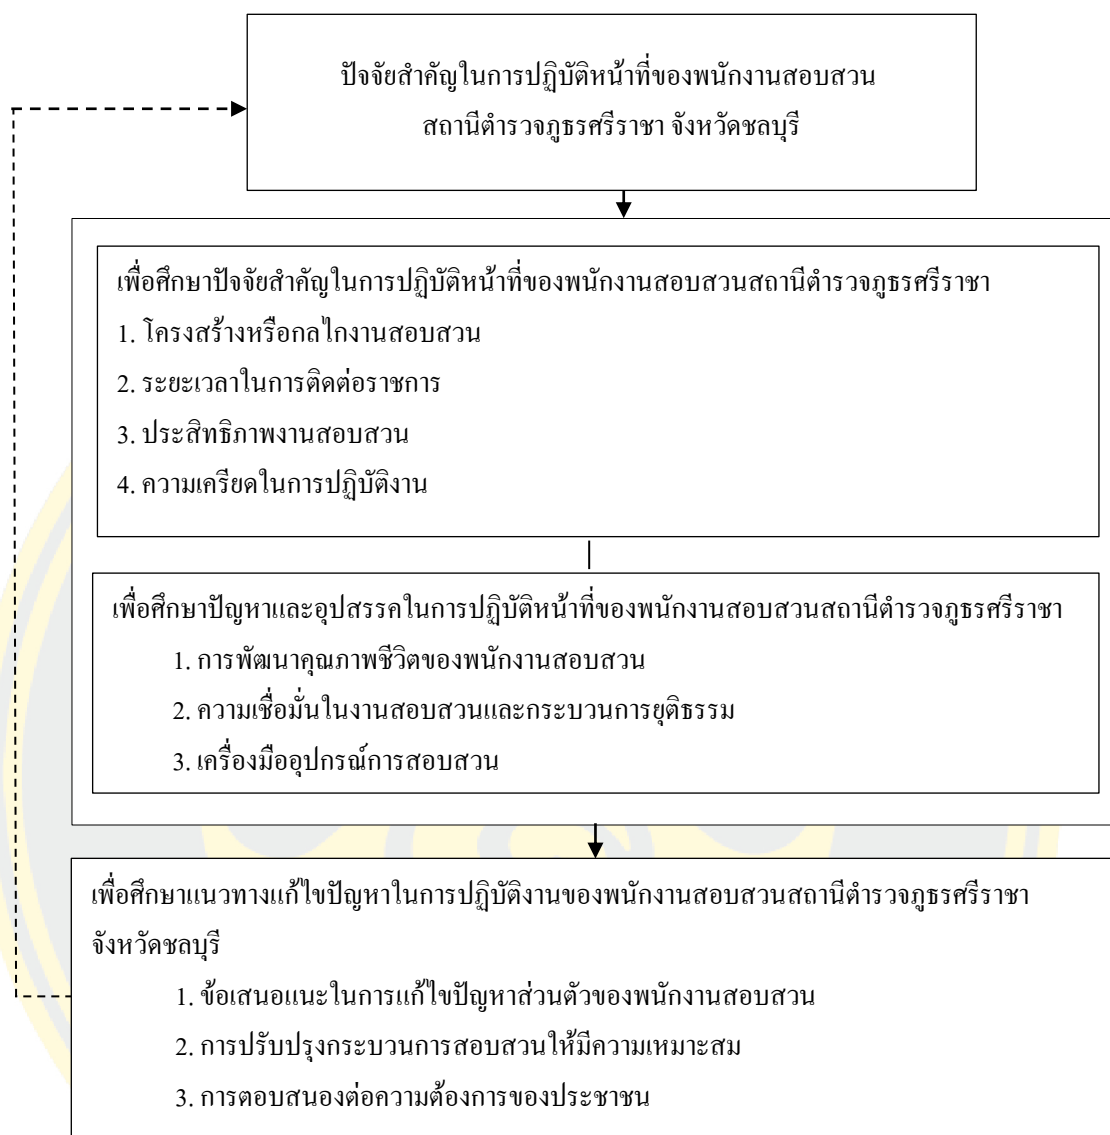 ปัจจัยสำคัญในการปฏิบัติหน้าที่ของพนักงานสอบสวน
สถานีตำรวจภูธรศรีราชา จังหวัดชลบุรี
เพื่อศึกษาปัจจัยสำคัญในการปฏิบัติหน้าที่ของพนักงานสอบสวนสถานีตำรวจภูธรศรีราชา
1. โครงสร้างหรือกลไกงานสอบสวน
2. ระยะเวลาในการติดต่อราชการ
3. ประสิทธิภาพงานสอบสวน
4. ความเครียดในการปฏิบัติงาน
เพื่อศึกษาปัญหาและอุปสรรคในการปฏิบัติหน้าที่ของพนักงานสอบสวนสถานีตำรวจภูธรศรีราชา
1. การพัฒนาคุณภาพชีวิตของพนักงานสอบสวน
2. ความเชื่อมั่นในงานสอบสวนและกระบวนการยุติธรรม
3. เครื่องมืออุปกรณ์การสอบสวน
เพื่อศึกษาแนวทางแก้ไขปัญหาในการปฏิบัติงานของพนักงานสอบสวนสถานีตำรวจภูธรศรีราชา
จังหวัดชลบุรี
1. ข้อเสนอแนะในการแก้ไขปัญหาส่วนตัวของพนักงานสอบสวน
2. การปรับปรุงกระบวนการสอบสวนให้มีความเหมาะสม
3. การตอบสนองต่อความต้องการของประชาชน